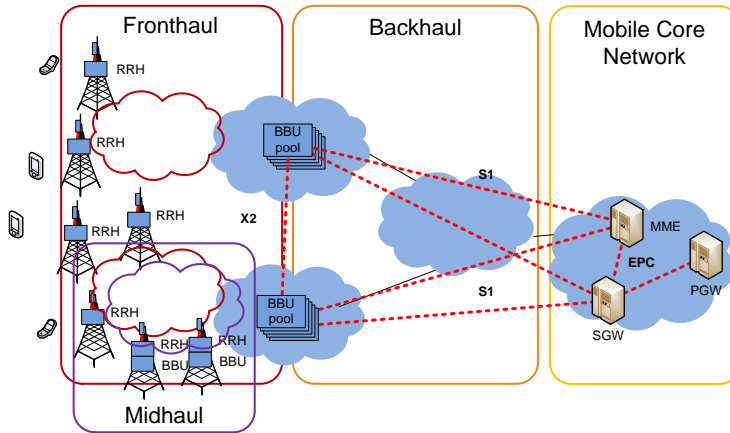 Fronthaul
Backhaul
Mobile Core
Network
RRH
BBU
pool
RRH
S1
RRH
RRH
X2
MME
EPC
PGW
RRH
BBU
pool
S1
SGW
RRH
RRH
BBU
BBU
Midhaul